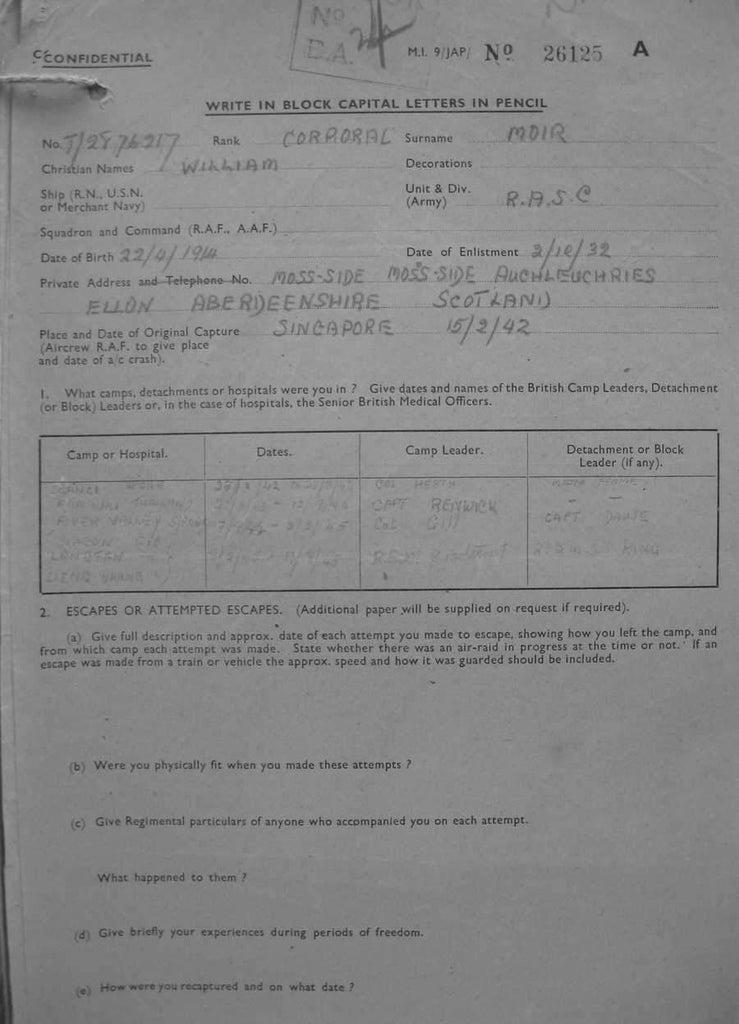 No
D.A.
CCONFIDENTIAL
M.I. 9/JAP/ No 26125 A
WRITE IN BLOCK CAPITAL LETTERS IN PENCIL
No. T/2876217 Rank CORPORAL Surname MOIR
Christian Names WILLIAM Decorations
Ship (R.N., U.S.N. or Merchant Navy) Unit & Div. (Army) R.A.S.C
Squadron and Command (R.A.F., A.A.F.)
Date of Birth 22/4/1914 Date of Enlistment 3/10/32
Private Address and Telephone No. MOSS-SIDE MOSS-SIDE AUCHLEUCHRIES
ELLON ABERDEENSHIRE SCOTLAND
Place and Date of Original Capture SINGAPORE 15/2/42
(Aircrew R.A.F. to give place
and date of a/c crash).
1. What camps, detachments or hospitals were you in ? Give dates and names of the British Camp Leaders, Detachment
(or Block) Leaders or, in the case of hospitals, the Senior British Medical Officers.
Camp or Hospital. Dates. Camp Leader. Detachment or Block
Leader (if any).
COL
CAPT RENWICK - -
RIVER VALLEY COL Gill CAPT
KING
2. ESCAPES OR ATTEMPTED ESCAPES. (Additional paper will be supplied on request if required).
(a) Give full description and approx. date of each attempt you made to escape, showing how you left the camp, and
from which camp each attempt was made. State whether there was an air-raid in progress at the time or not. If an
escape was made from a train or vehicle the approx. speed and how it was guarded should be included.
(b) Were you physically fit when you made these attempts ?
(c) Give Regimental particulars of anyone who accompanied you on each attempt.
What happened to them ?
(d) Give briefly your experiences during periods of freedom.
(e) How were you recaptured and on what date ?